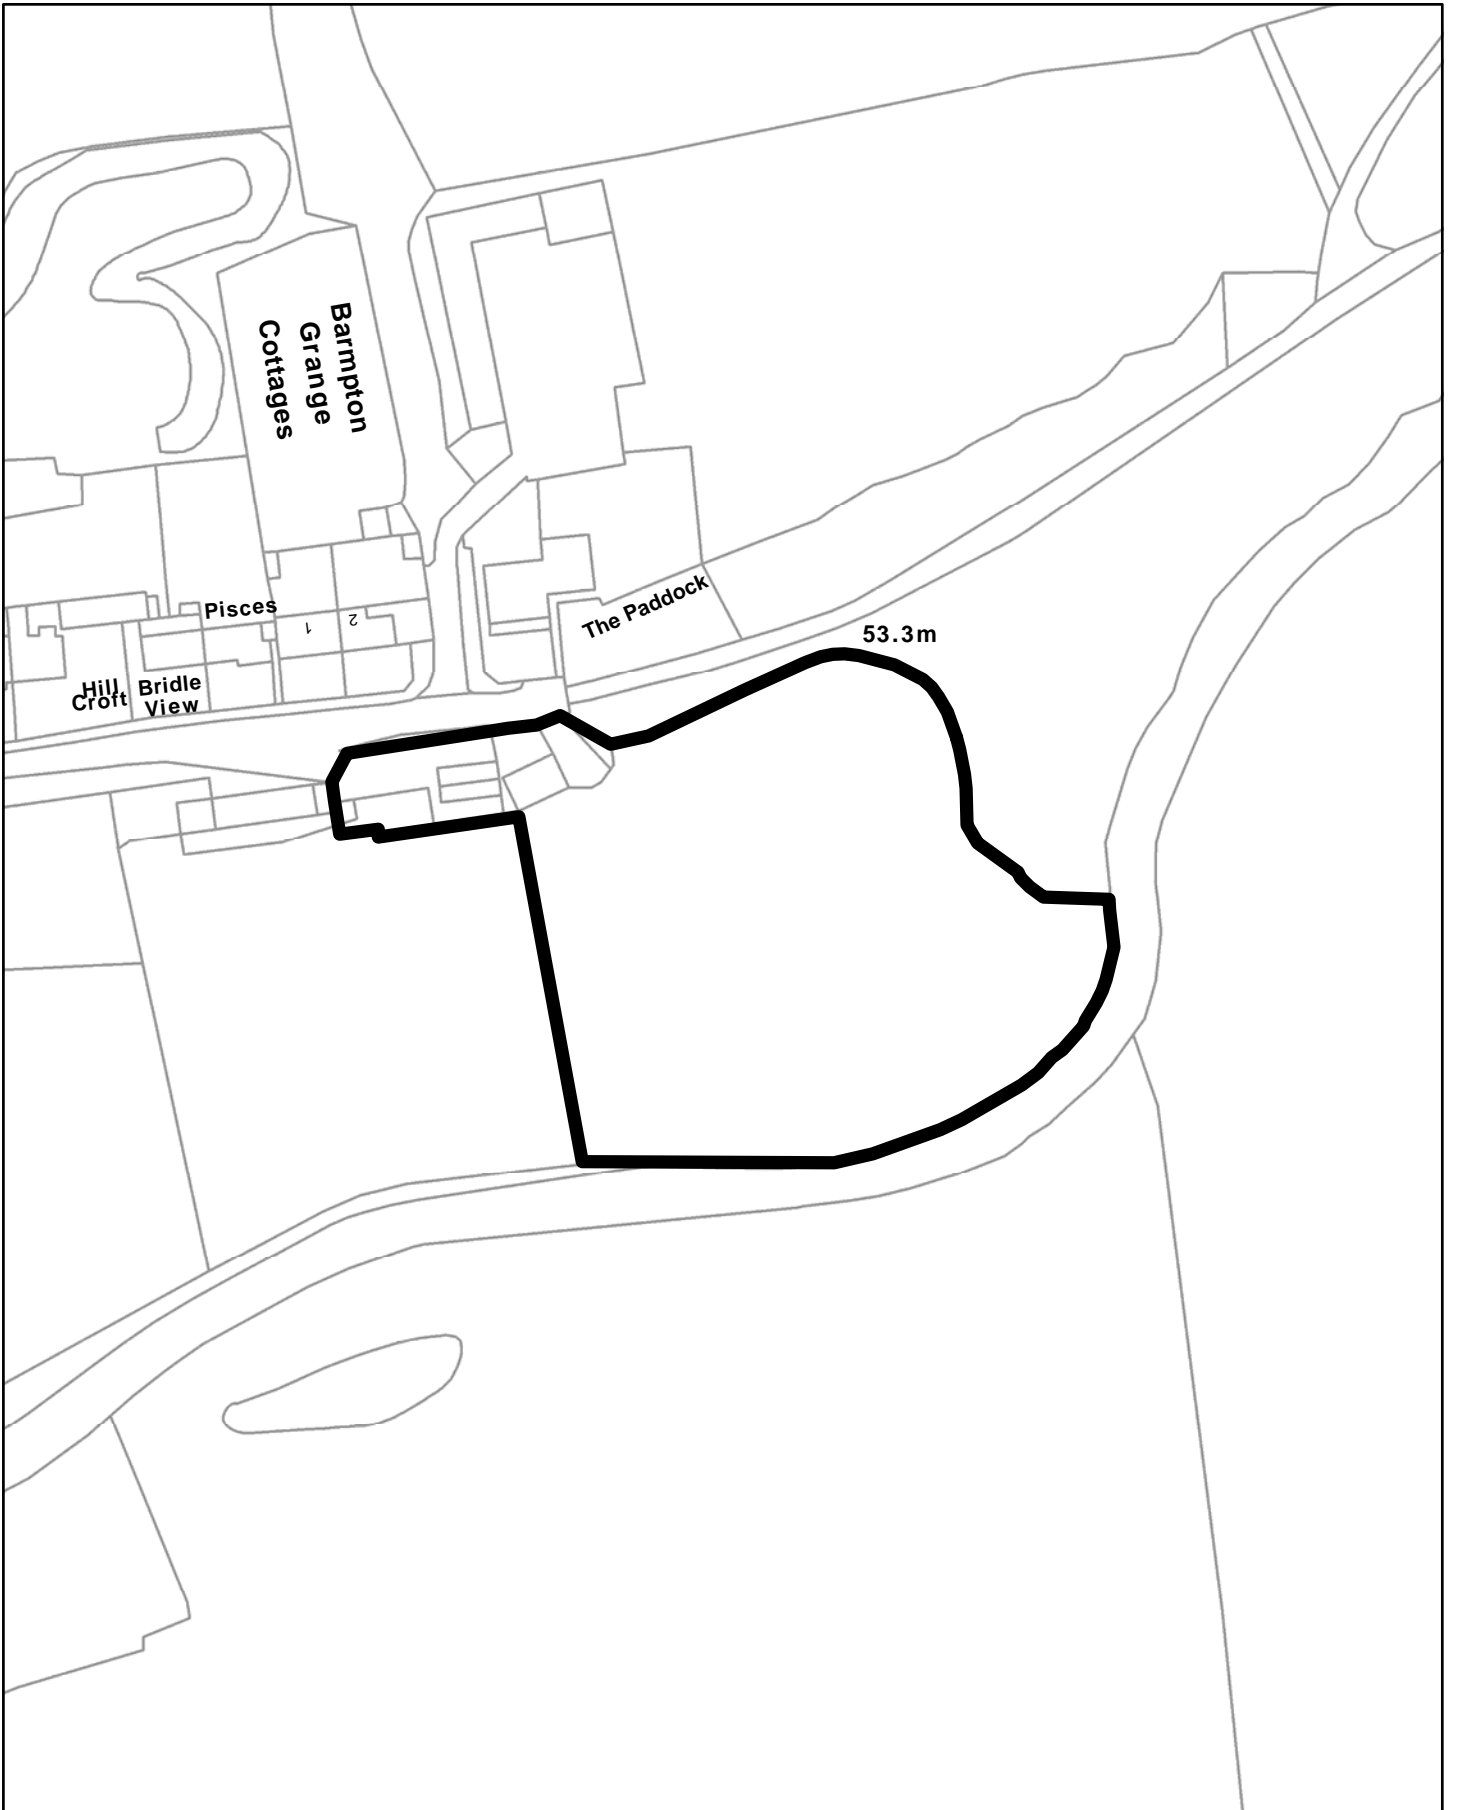 Barmpton
Grange
Cottages
Pisces
1
2
The Paddock
53.3m
Hill
Croft
Bridle
View